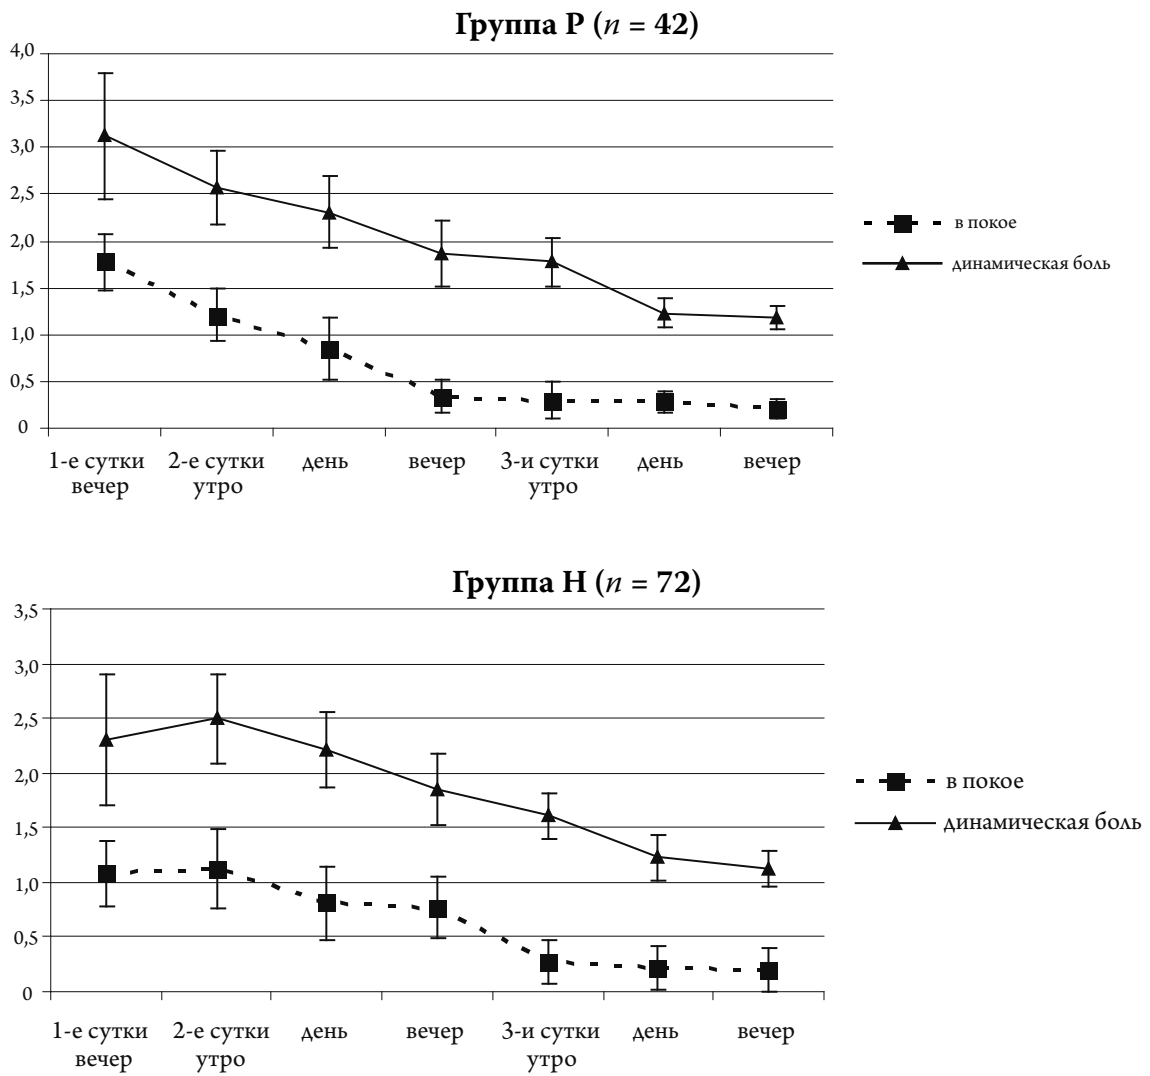 Группа Р (n = 42)
4,0
3,5
3,0
2,5
2,0
1,5
1,0
0,5
0
в покое
динамическая боль
1-е сутки вечер
2-е сутки утро
день
вечер
3-и сутки утро
день
вечер
Группа Н (n = 72)
3,5
3,0
2,5
2,0
1,5
1,0
0,5
0
в покое
динамическая боль
1-е сутки вечер
2-е сутки утро
день
вечер
3-и сутки утро
день
вечер